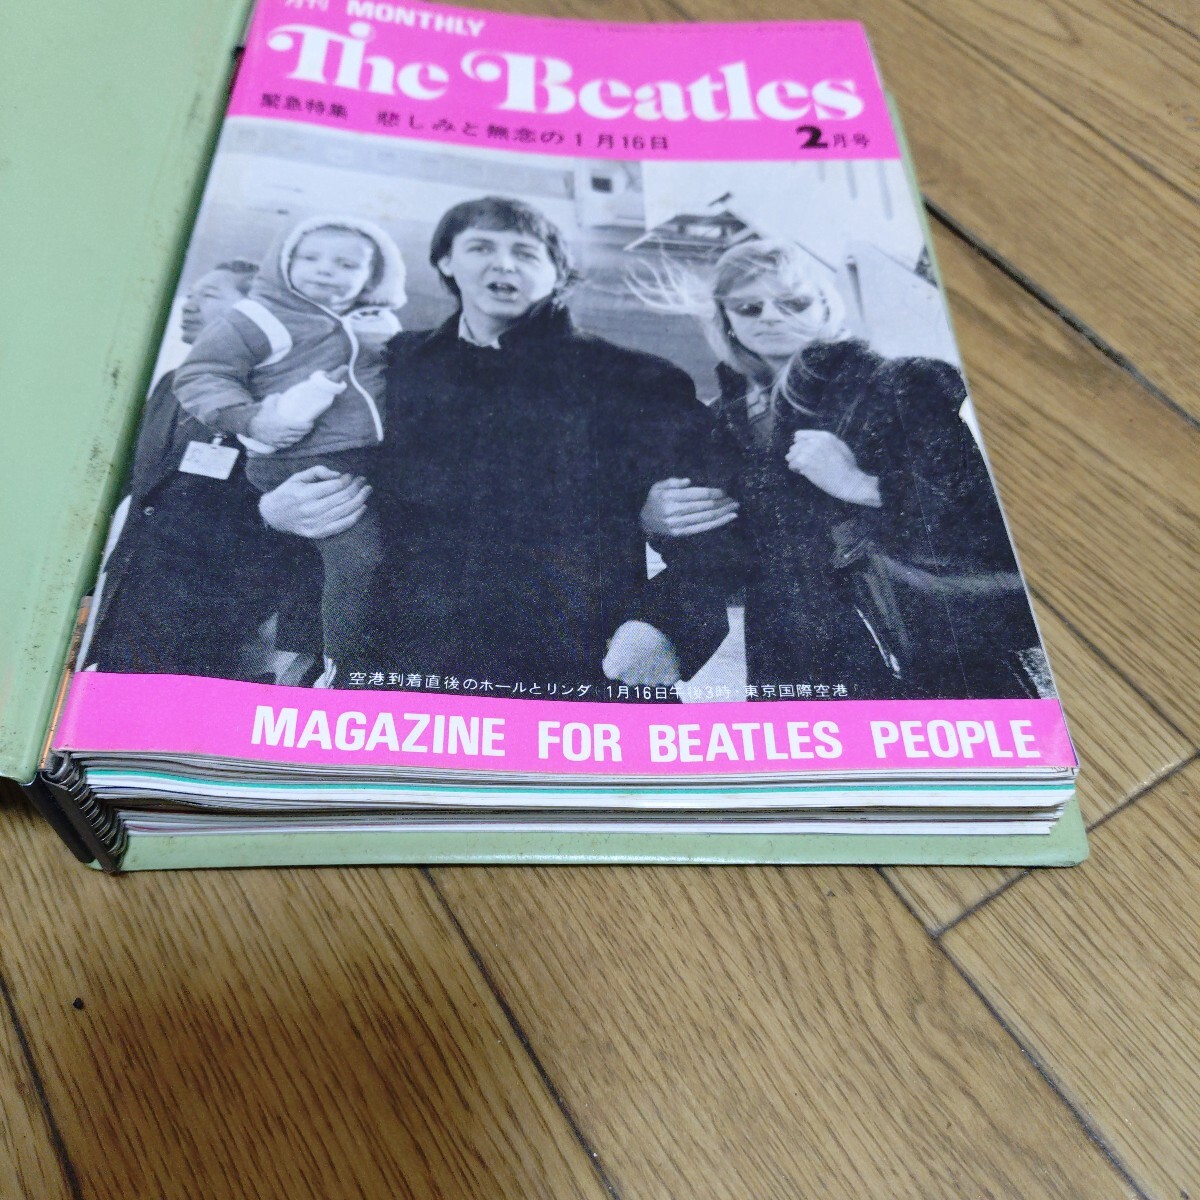 月刊 MONTHLY
The Beatles
緊急特集 悲しみと無念の1月16日
2月号
空港到着直後のポールとリンダ(1月16日午後3時・東京国際空港)
MAGAZINE FOR BEATLES PEOPLE